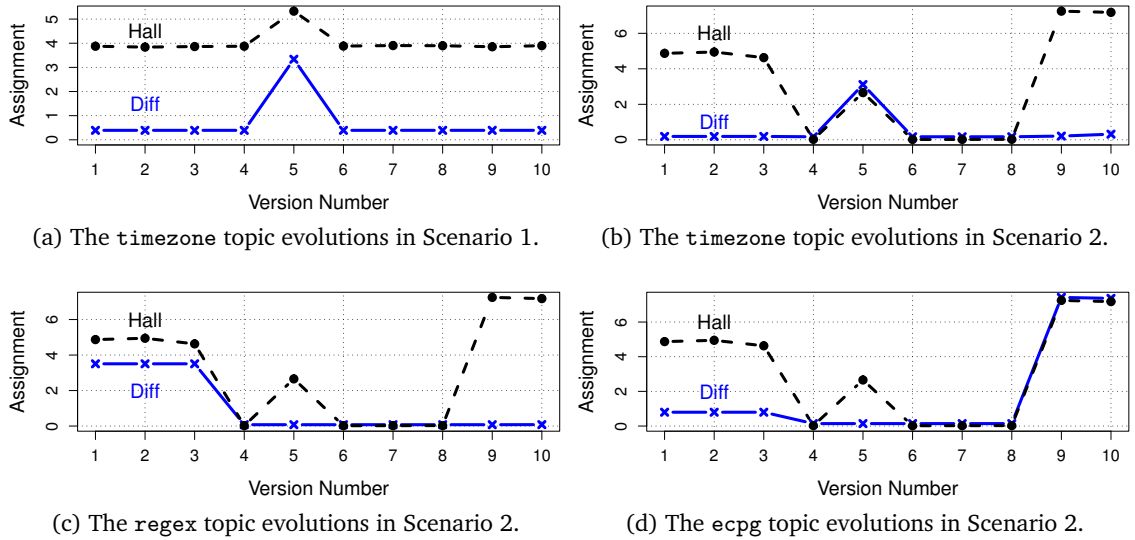 Assignment
0 1 2 3 4 5
Hall
Diff
1 2 3 4 5 6 7 8 9 10
Version Number
(a) The timezone topic evolutions in Scenario 1.
Assignment
0 2 4 6
Hall
Diff
1 2 3 4 5 6 7 8 9 10
Version Number
(b) The timezone topic evolutions in Scenario 2.
Assignment
0 2 4 6
Hall
Diff
1 2 3 4 5 6 7 8 9 10
Version Number
(c) The regex topic evolutions in Scenario 2.
Assignment
0 2 4 6
Hall
Diff
1 2 3 4 5 6 7 8 9 10
Version Number
(d) The ecpg topic evolutions in Scenario 2.